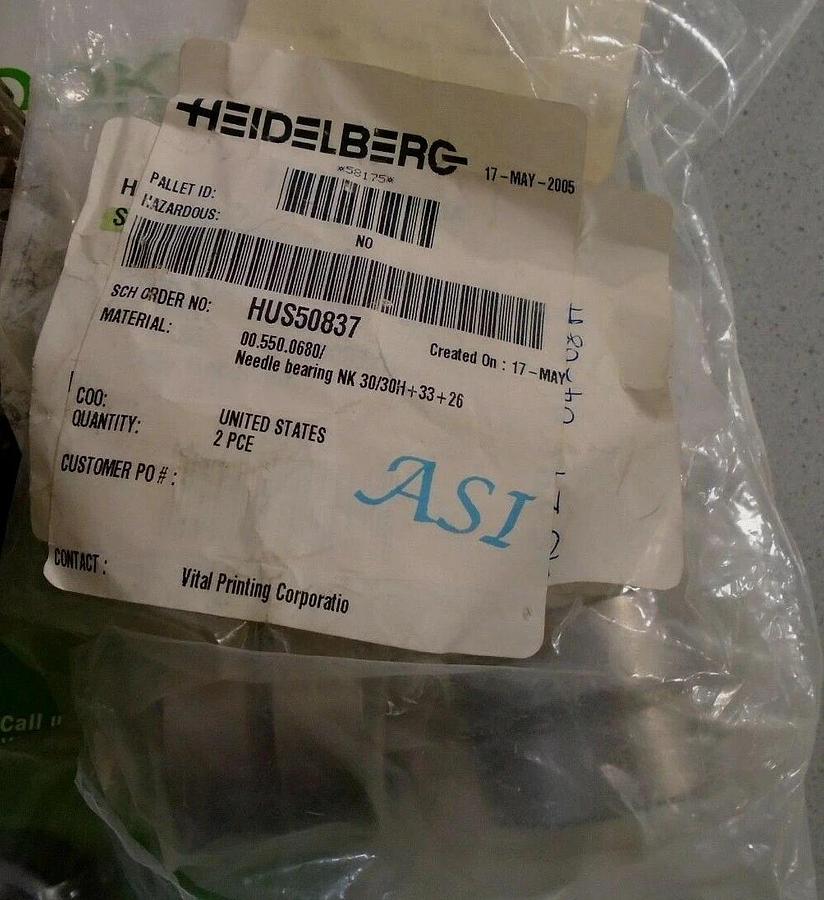 OK
HEIDELBERG
17-MAY-2005
*58175*
PALLET ID:
HAZARDOUS:
NO
H
S
SCH ORDER NO: HUS50837
Created On : 17-MAY
MATERIAL: 00.550.0680/
Needle bearing NK 30/30H+33+26
COO: UNITED STATES
QUANTITY: 2 PCE
CUSTOMER PO # :
ASI
CONTACT : Vital Printing Corporatio
Call